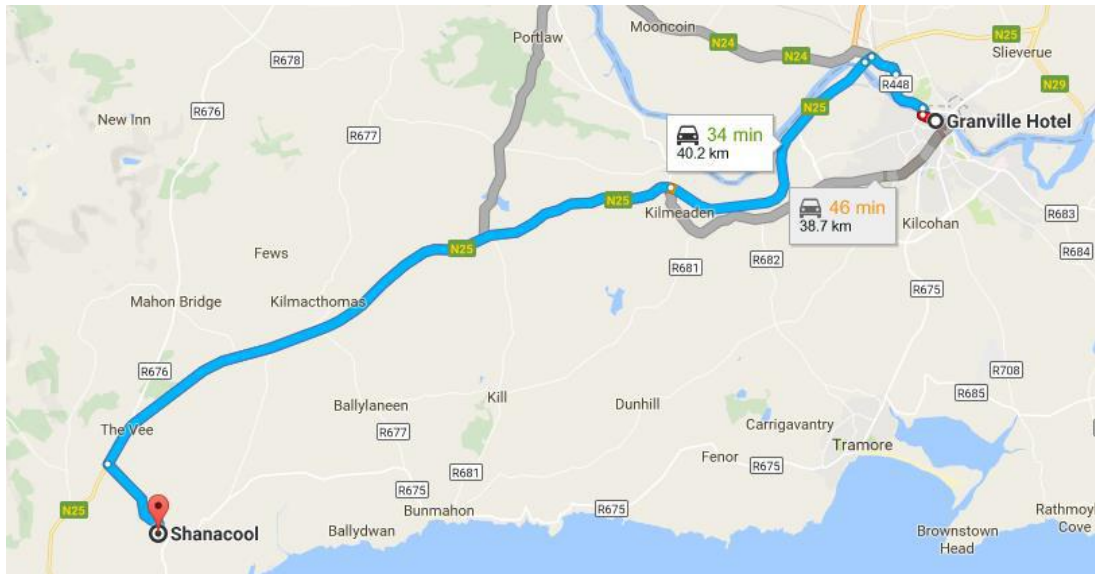 Mooncoin
N25
Slieverue
Portlaw
N24
N24
R678
R448
N29
R676
N25
New Inn
R677
Granville Hotel
34 min
40.2 km
N25
Kilmeaden
46 min
38.7 km
R683
Kilcohan
N25
Fews
R682
R684
R681
R675
Mahon Bridge
Kilmacthomas
R676
R708
Ballylaneen
Kill
Dunhill
R685
The Vee
R677
Carrigavantry
Tramore
Fenor
R675
R681
R675
N25
Bunmahon
R675
Rathmoy
Cove
Shanacool
Ballydwan
Brownstown
Head